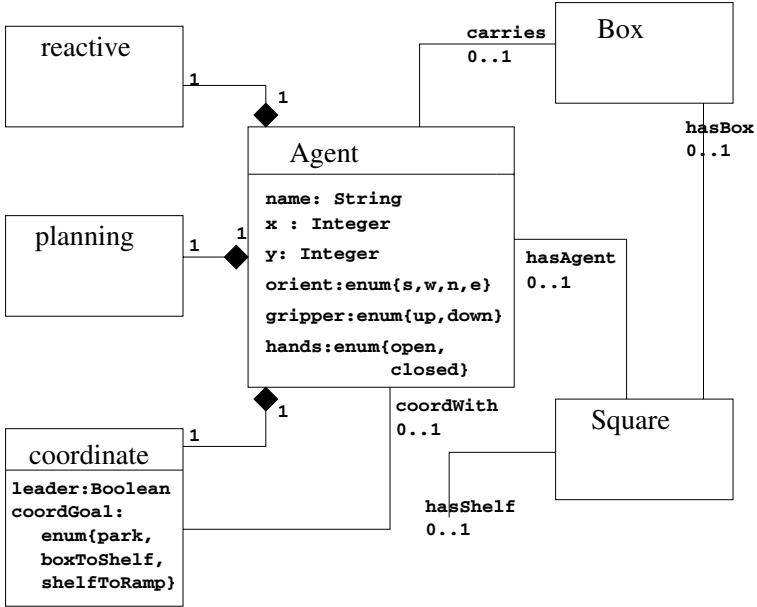 reactive
1
1
carries
0..1
Box
hasBox
0..1
Agent
name: String
x : Integer
y: Integer
orient:enum{s,w,n,e}
gripper:enum{up,down}
hands:enum{open,
closed}
planning
1
1
hasAgent
0..1
1
1
coordWith
0..1
coordinate
leader:Boolean
coordGoal:
enum{park,
boxToShelf,
shelfToRamp}
Square
hasShelf
0..1